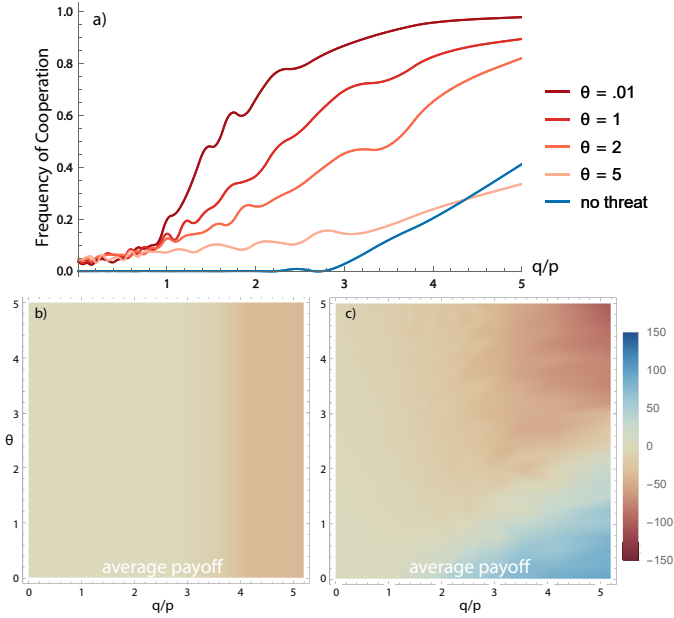 a)
Frequency of Cooperation
1.0
0.8
0.6
0.4
0.2
0.0
1
2
3
4
5
q/p
θ = .01
θ = 1
θ = 2
θ = 5
no threat
b)
θ
5
4
3
2
1
0
0
1
2
3
4
5
q/p
average payoff
c)
5
4
3
2
1
0
0
1
2
3
4
5
q/p
average payoff
150
100
50
0
−50
−100
−150